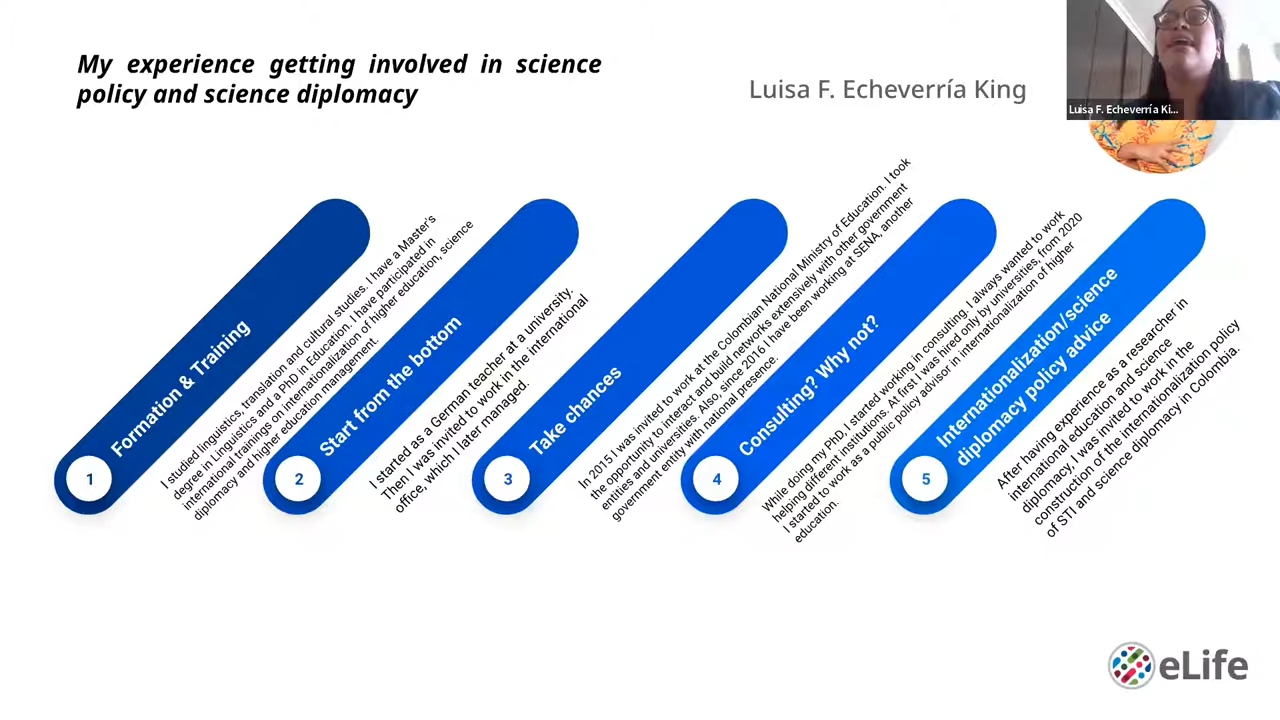 My experience getting involved in science
policy and science diplomacy
Luisa F. Echeverría King
Luisa F. Echeverría Ki...
1
Formation & Training
I studied linguistics, translation and cultural studies. I have a Master's
degree in Linguistics and a PhD in Education. I have participated in
international trainings on internationalization of higher education, science
diplomacy and higher education management.
2
Start from the bottom
I started as a German teacher at a university.
Then I was invited to work in the international
office, which I later managed.
3
Take chances
In 2015 I was invited to work at the Colombian National Ministry of Education. I took
the opportunity to interact and build networks extensively with other government
entities and universities. Also, since 2016 I have been working at SENA, another
government entity with national presence.
4
Consulting? Why not?
While doing my PhD, I started working in consulting. I always wanted to work
helping different institutions. At first I was hired only by universities, from 2020
I started to work as a public policy advisor in internationalization of higher
education.
5
Internationalization/science
diplomacy policy advice
After having experience as a researcher in
international education and science
diplomacy, I was invited to work in the
construction of the internationalization policy
of STI and science diplomacy in Colombia.
eLife